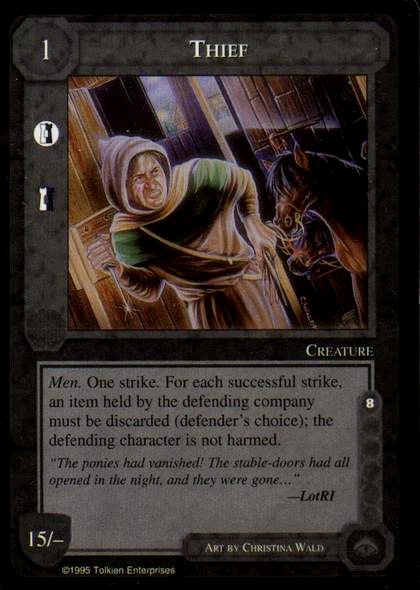 1
THIEF
CREATURE
Men. One strike. For each successful strike,
an item held by the defending company
must be discarded (defender's choice); the
defending character is not harmed.
8
"The ponies had vanished! The stable-doors had all
opened in the night, and they were gone…"
—LotRI
15/–
ART BY CHRISTINA WALD
©1995 Tolkien Enterprises